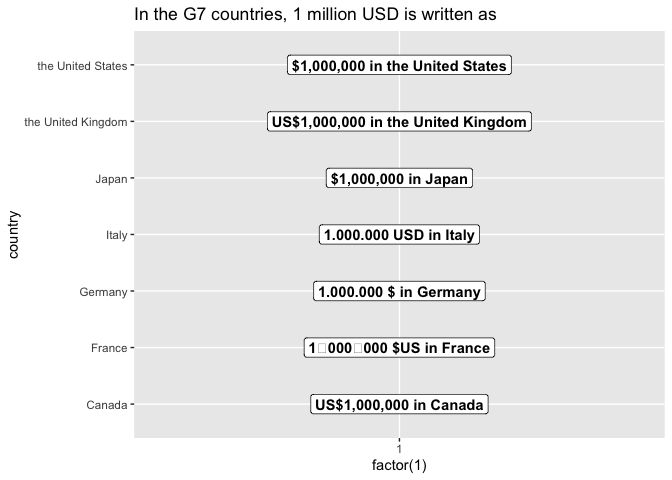 In the G7 countries, 1 million USD is written as
the United States
$1,000,000 in the United States
the United Kingdom
US$1,000,000 in the United Kingdom
Japan
$1,000,000 in Japan
Italy
1.000.000 USD in Italy
Germany
1.000.000 $ in Germany
France
1□000□000 $US in France
Canada
US$1,000,000 in Canada
country
1
factor(1)